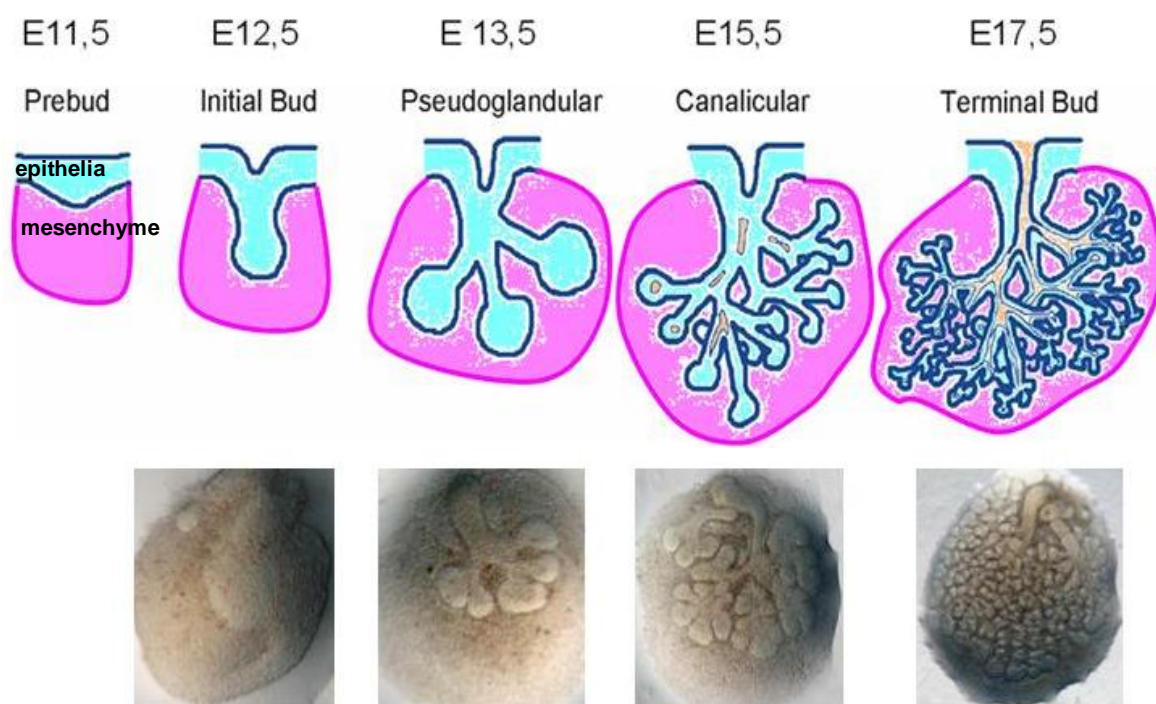 E11,5 E12,5 E 13,5 E15,5 E17,5
Prebud Initial Bud Pseudoglandular Canalicular Terminal Bud
epithelia
mesenchyme